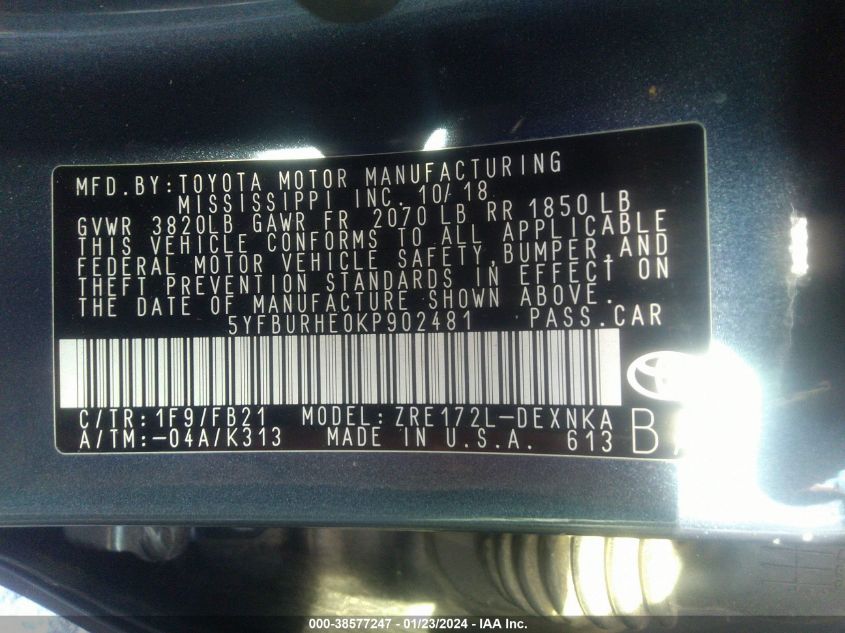 MFD.BY:TOYOTA MOTOR MANUFACTURING
MISSISSIPPI INC. 10/18
GVWR 3820LB GAWR FR 2070 LB RR 1850 LB
THIS VEHICLE CONFORMS TO ALL APPLICABLE
FEDERAL MOTOR VEHICLE SAFETY,BUMPER,AND
THEFT PREVENTION STANDARDS IN EFFECT ON
THE DATE OF MANUFACTURE SHOWN ABOVE.
5YFBURHE0KP902481 PASS.CAR
C/TR:1F9/FB21 MODEL:ZRE172L-DEXNKA
A/TM:-04A/K313 MADE IN U.S.A. 613 B
000-38577247 - 01/23/2024 - IAA Inc.